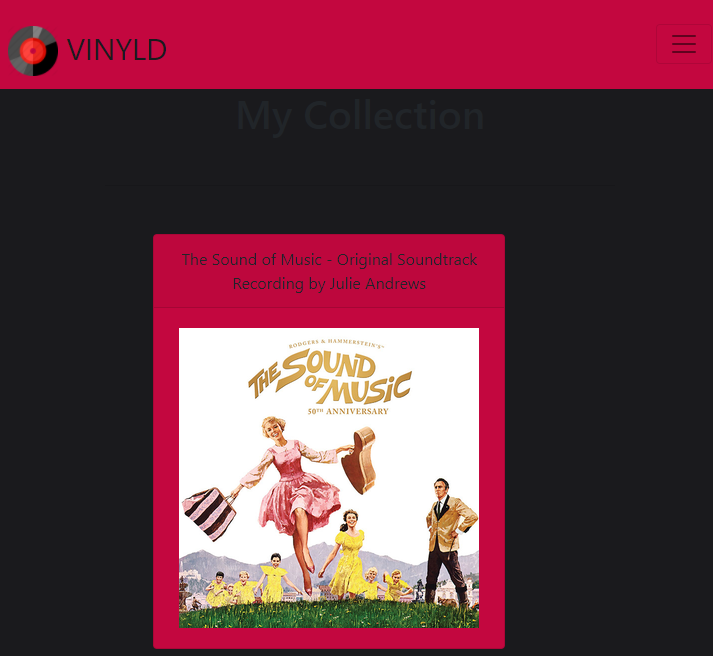 VINYLD
My Collection
The Sound of Music - Original Soundtrack
Recording by Julie Andrews
RODGERS & HAMMERSTEIN'S
THE SOUND
OF MUSIC
50TH ANNIVERSARY